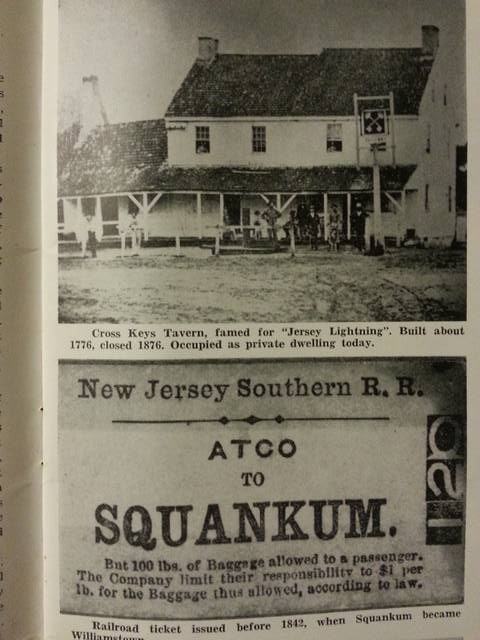 Cross Keys Tavern, famed for "Jersey Lightning". Built about
1776, closed 1876. Occupied as private dwelling today.
New Jersey Southern R. R.
ATCO
TO
SQUANKUM.
But 100 lbs. of Baggage allowed to a passenger.
The Company limit their responsibility to $1 per
lb. for the Baggage thus allowed, according to law.
Railroad ticket issued before 1842, when Squankum became
Williamstown